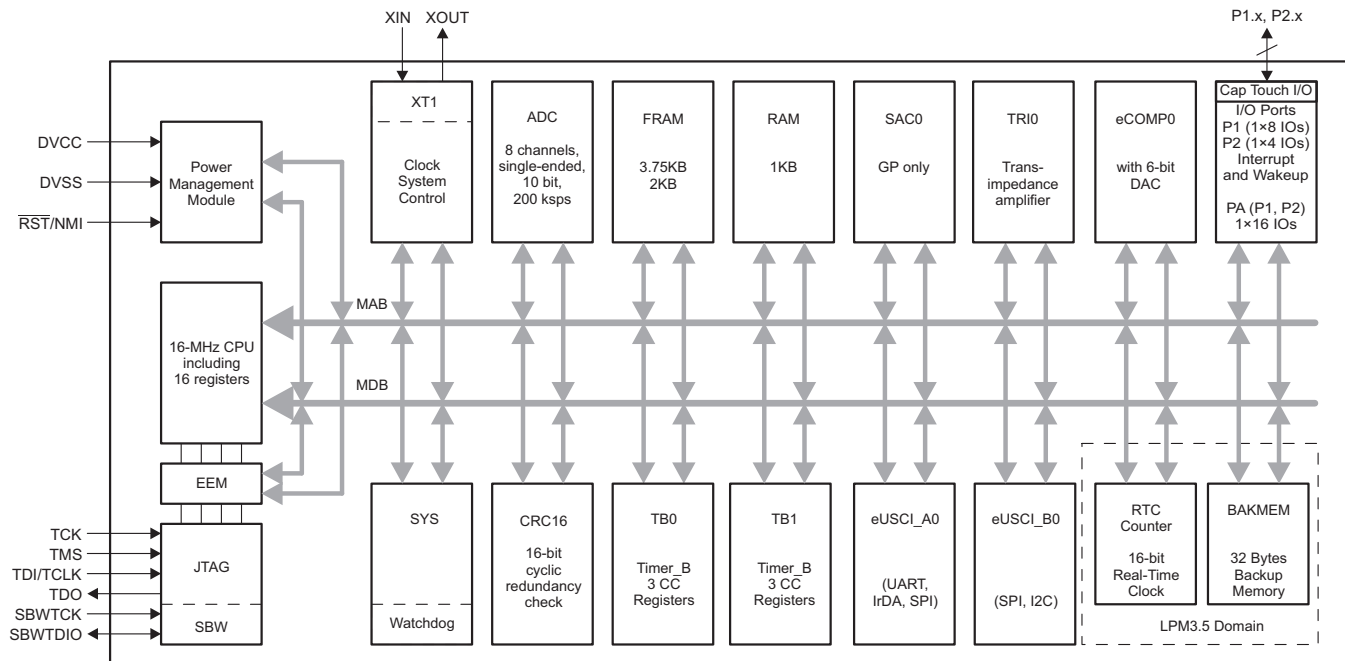 XIN
XOUT
P1.x, P2.x
DVCC
DVSS
RST/NMI
Power
Management
Module
XT1
Clock
System
Control
ADC
8 channels,
single-ended,
10 bit,
200 ksps
FRAM
3.75KB
2KB
RAM
1KB
SAC0
GP only
TRI0
Trans-
impedance
amplifier
eCOMP0
with 6-bit
DAC
Cap Touch I/O
I/O Ports
P1 (1×8 IOs)
P2 (1×4 IOs)
Interrupt
and Wakeup
PA (P1, P2)
1×16 IOs
16-MHz CPU
including
16 registers
MAB
MDB
EEM
TCK
TMS
TDI/TCLK
TDO
SBWTCK
SBWTDIO
JTAG
SBW
SYS
Watchdog
CRC16
16-bit
cyclic
redundancy
check
TB0
Timer_B
3 CC
Registers
TB1
Timer_B
3 CC
Registers
eUSCI_A0
(UART,
IrDA, SPI)
eUSCI_B0
(SPI, I2C)
RTC
Counter
16-bit
Real-Time
Clock
BAKMEM
32 Bytes
Backup
Memory
LPM3.5 Domain